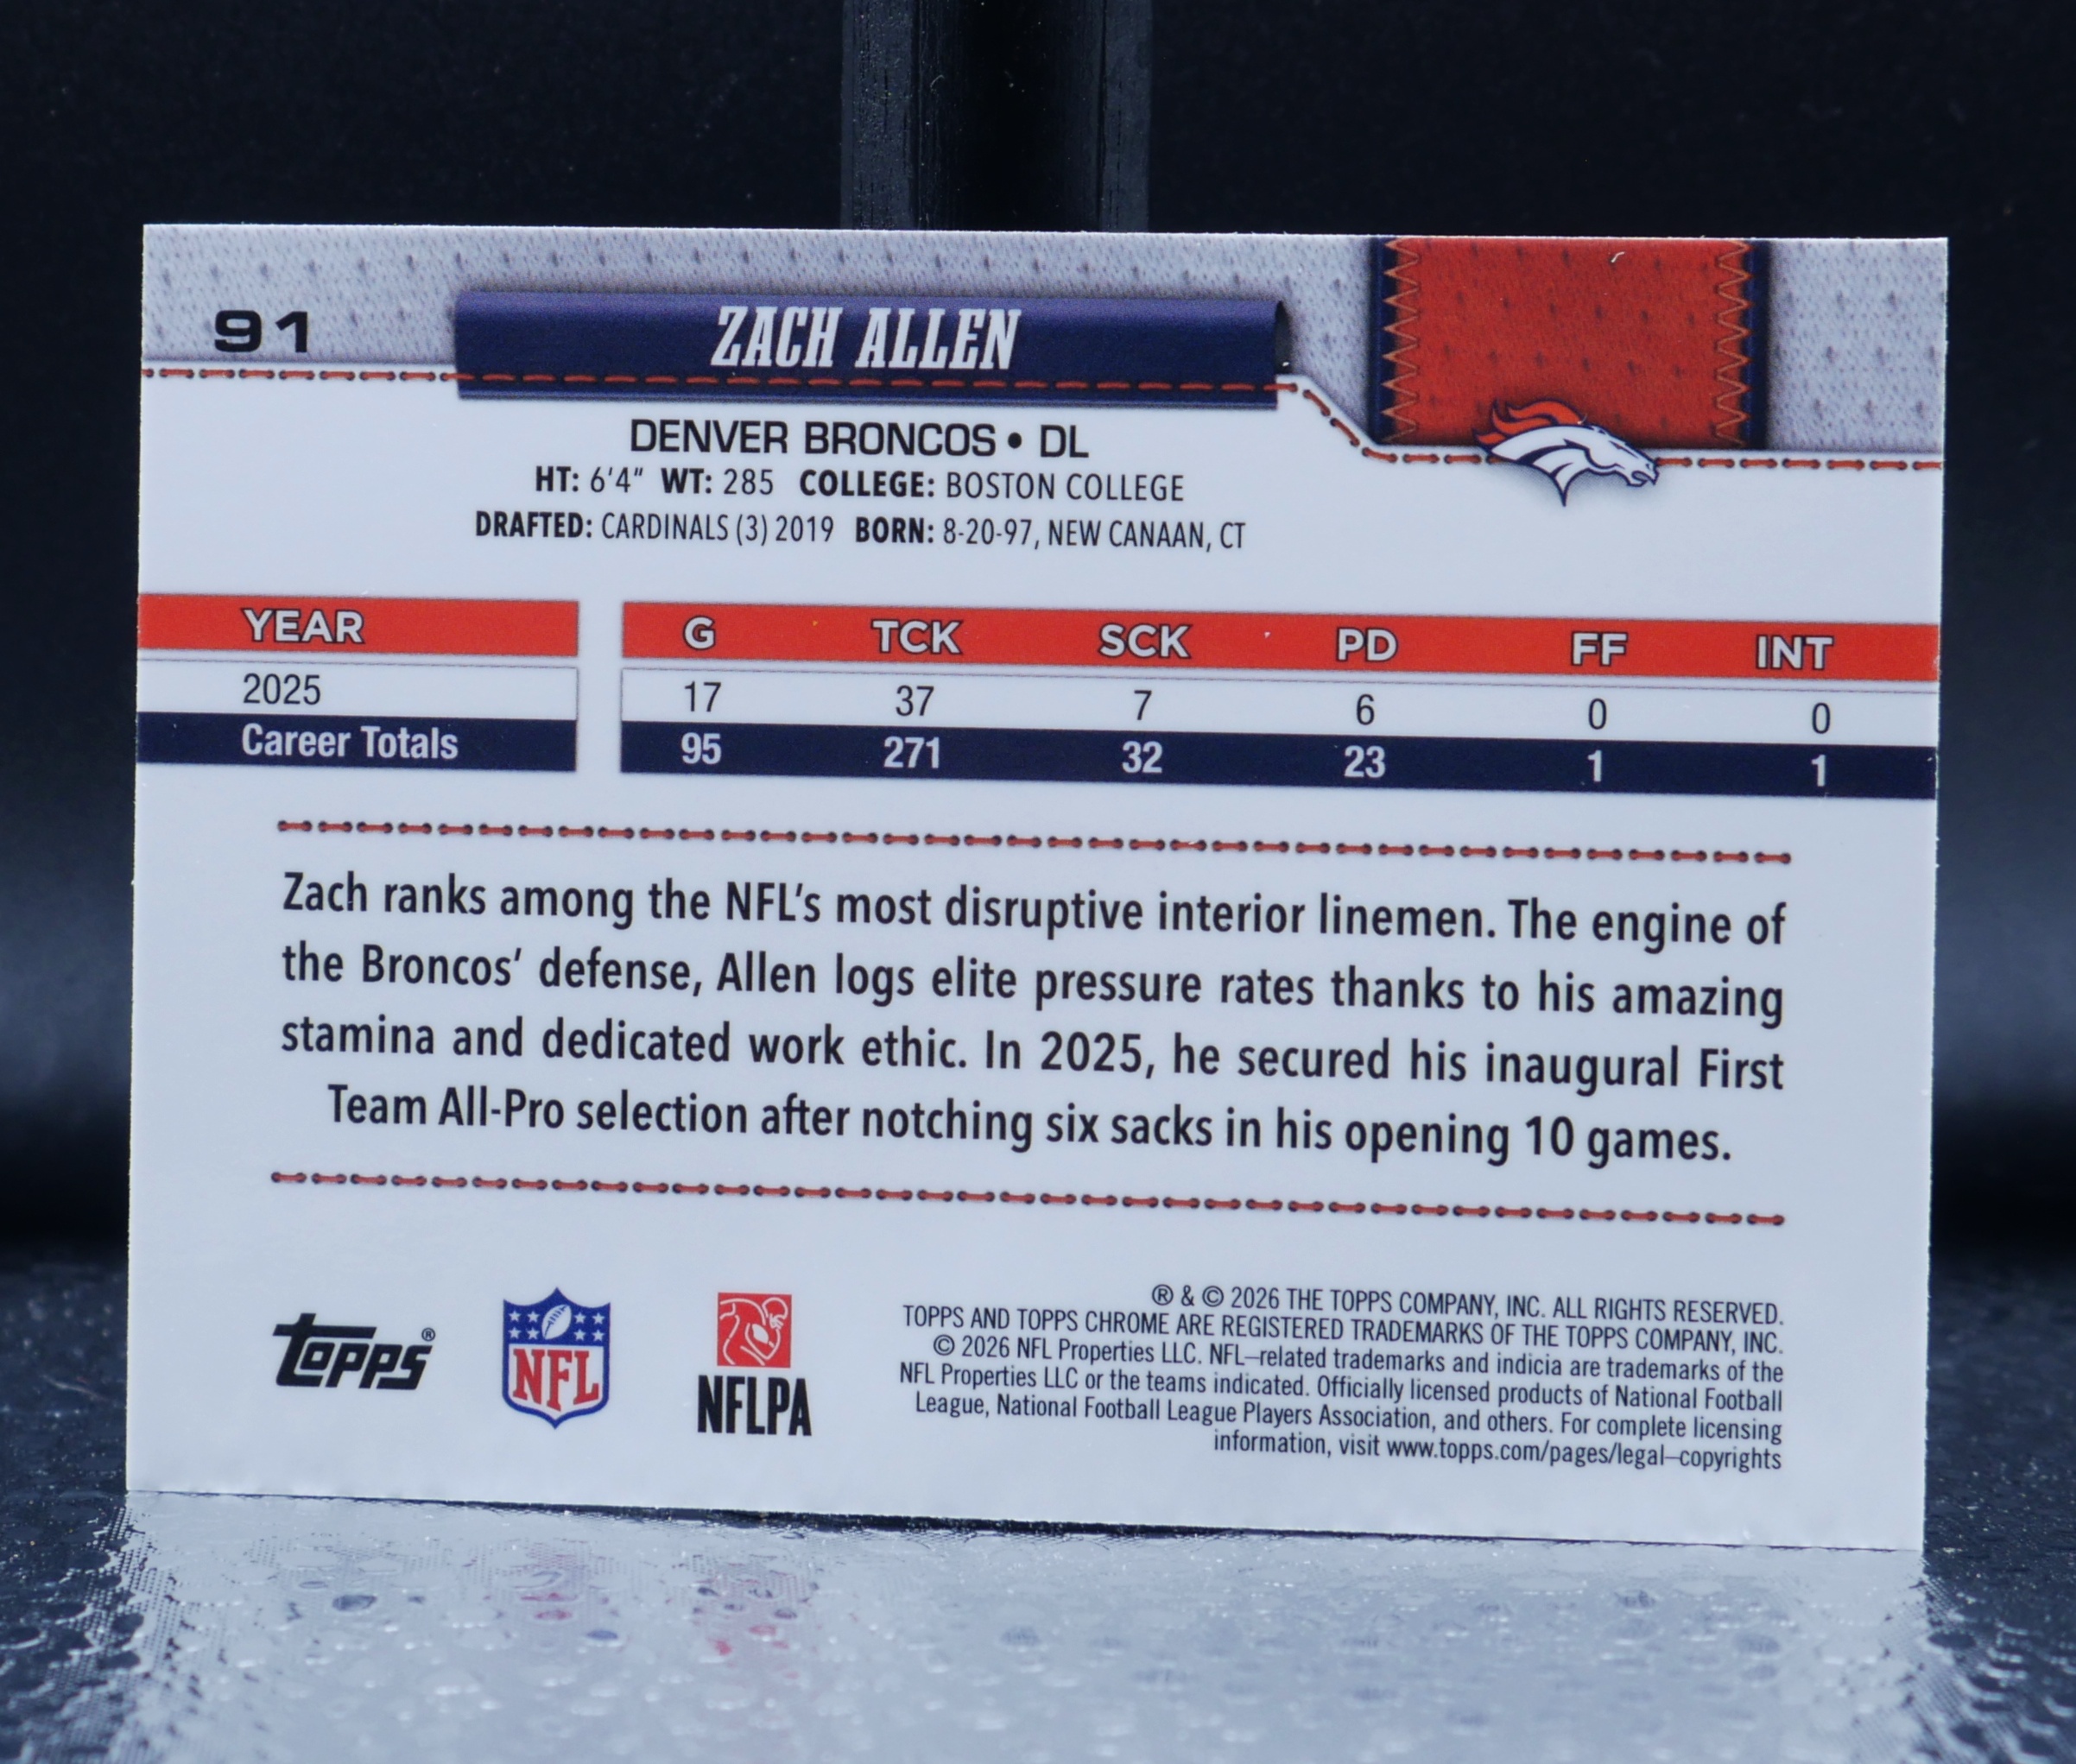 91
ZACH ALLEN
DENVER BRONCOS • DL
HT: 6'4" WT: 285 COLLEGE: BOSTON COLLEGE
DRAFTED: CARDINALS (3) 2019 BORN: 8-20-97, NEW CANAAN, CT
YEAR G TCK SCK PD FF INT
2025 17 37 7 6 0 0
Career Totals 95 271 32 23 1 1
Zach ranks among the NFL's most disruptive interior linemen. The engine of
the Broncos' defense, Allen logs elite pressure rates thanks to his amazing
stamina and dedicated work ethic. In 2025, he secured his inaugural First
Team All-Pro selection after notching six sacks in his opening 10 games.
topps®
NFL
NFLPA
® & © 2026 THE TOPPS COMPANY, INC. ALL RIGHTS RESERVED.
TOPPS AND TOPPS CHROME ARE REGISTERED TRADEMARKS OF THE TOPPS COMPANY, INC.
© 2026 NFL Properties LLC. NFL–related trademarks and indicia are trademarks of the
NFL Properties LLC or the teams indicated. Officially licensed products of National Football
League, National Football League Players Association, and others. For complete licensing
information, visit www.topps.com/pages/legal–copyrights